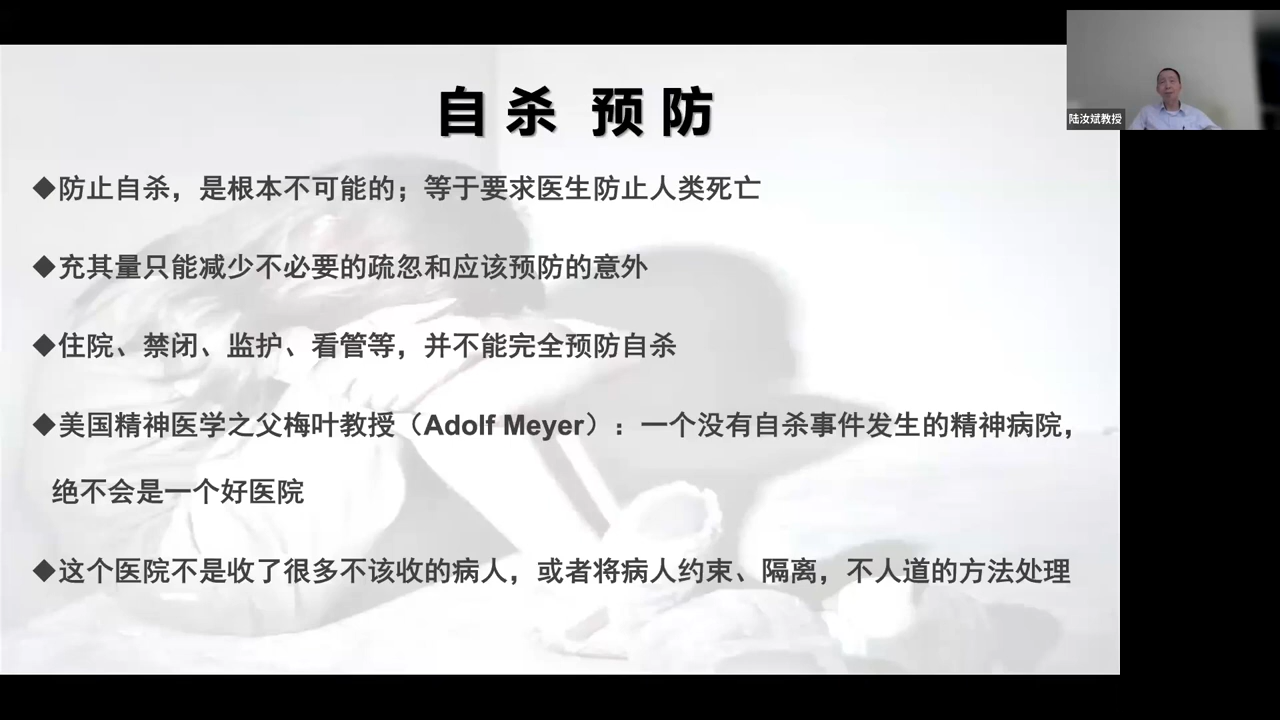 自杀 预防
◆防止自杀，是根本不可能的；等于要求医生防止人类死亡
◆充其量只能减少不必要的疏忽和应该预防的意外
◆住院、禁闭、监护、看管等，并不能完全预防自杀
◆美国精神医学之父梅叶教授（Adolf Meyer）：一个没有自杀事件发生的精神病院，
绝不会是一个好医院
◆这个医院不是收了很多不该收的病人，或者将病人约束、隔离，不人道的方法处理
陆汝斌教授